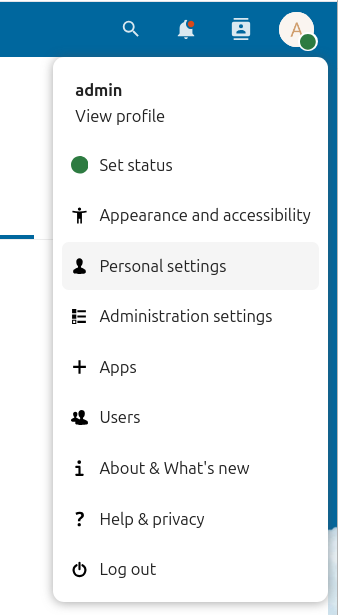 A
admin
View profile
Set status
Appearance and accessibility
Personal settings
Administration settings
Apps
Users
About & What's new
Help & privacy
Log out